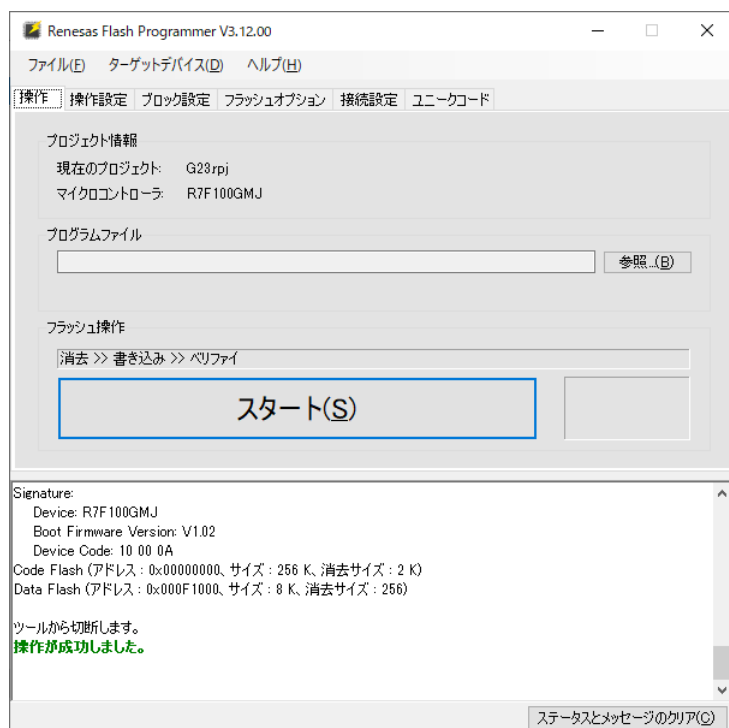 Renesas Flash Programmer V3.12.00
ファイル(F) ターゲットデバイス(D) ヘルプ(H)
操作 操作設定 ブロック設定 フラッシュオプション 接続設定 ユニークコード
プロジェクト情報
現在のプロジェクト: G23.rpj
マイクロコントローラ: R7F100GMJ
プログラムファイル
参照...(B)
フラッシュ操作
消去 >> 書き込み >> ベリファイ
スタート(S)
Signature:
Device: R7F100GMJ
Boot Firmware Version: V1.02
Device Code: 10 00 0A
Code Flash (アドレス : 0x00000000、サイズ : 256 K、消去サイズ : 2 K)
Data Flash (アドレス : 0x000F1000、サイズ : 8 K、消去サイズ : 256)
ツールから切断します。
操作が成功しました。
ステータスとメッセージのクリア(C)